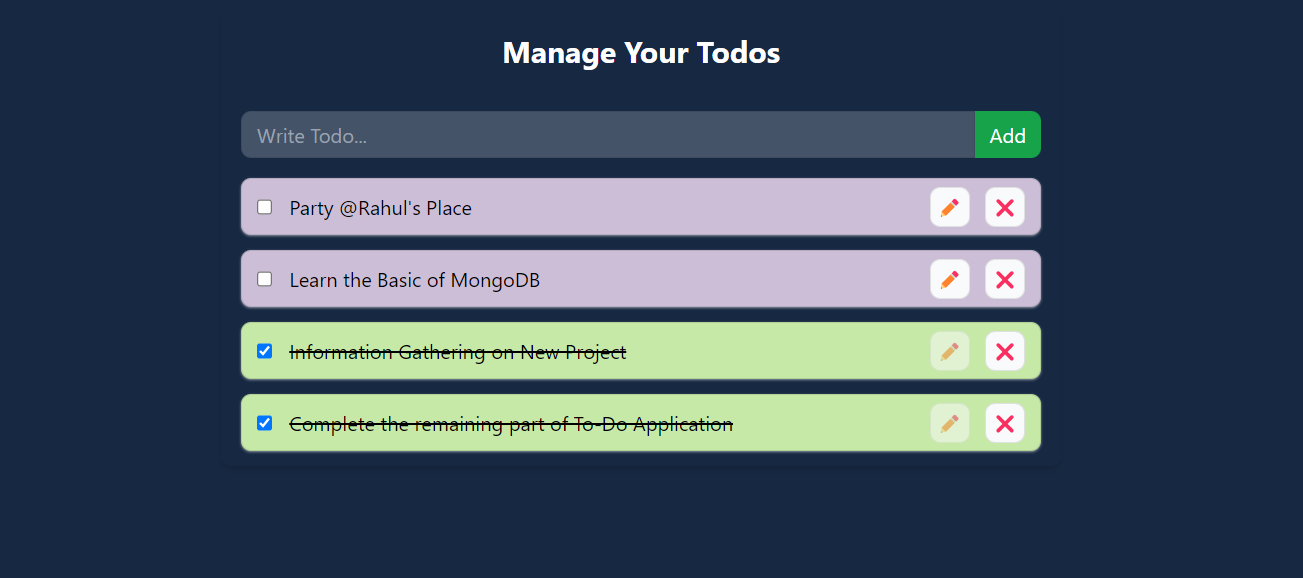 Manage Your Todos
Write Todo...
Add
Party @Rahul's Place
Learn the Basic of MongoDB
Information Gathering on New Project
Complete the remaining part of To-Do Application